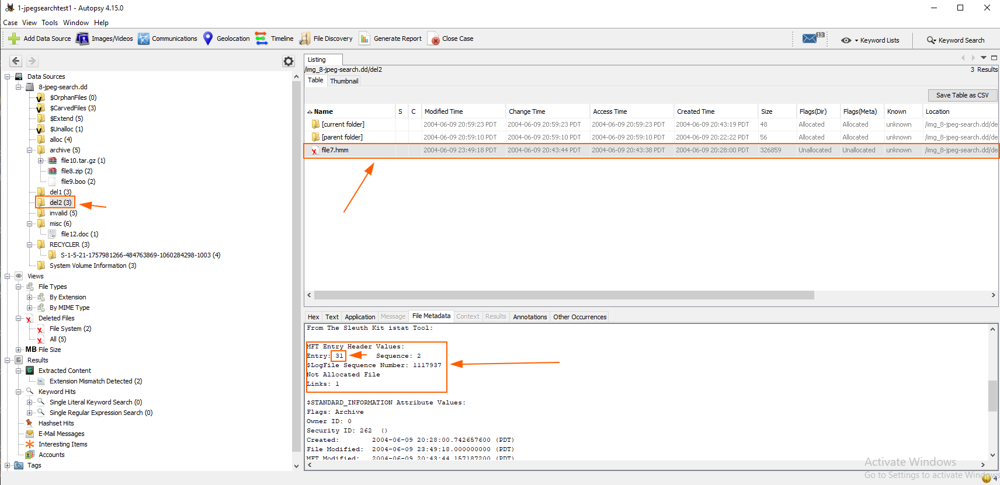 1-jpegsearchtest1 - Autopsy 4.15.0
Case View Tools Window Help
Add Data Source Images/Videos Communications Geolocation Timeline File Discovery Generate Report Close Case 13 Keyword Lists Keyword Search
Listing
/img_8-jpeg-search.dd/del2 3 Results
Table Thumbnail
Save Table as CSV
Name S C Modified Time Change Time Access Time Created Time Size Flags(Dir) Flags(Meta) Known Location
[current folder] 2004-06-09 20:59:23 PDT 2004-06-09 20:59:23 PDT 2004-06-09 20:59:23 PDT 2004-06-09 20:43:19 PDT 48 Allocated Allocated unknown /img_8-jpeg-search.dd/de
[parent folder] 2004-06-09 20:59:10 PDT 2004-06-09 20:59:10 PDT 2004-06-09 20:59:10 PDT 2004-06-09 20:22:22 PDT 56 Allocated Allocated unknown /img_8-jpeg-search.dd/de
file7.hmm 2004-06-09 23:49:18 PDT 2004-06-09 20:43:44 PDT 2004-06-09 20:43:38 PDT 2004-06-09 20:28:00 PDT 326859 Unallocated Unallocated unknown /img_8-jpeg-search.dd/de
Data Sources
8-jpeg-search.dd
$OrphanFiles (0)
$CarvedFiles (3)
$Extend (5)
$Unalloc (1)
alloc (4)
archive (5)
file10.tar.gz (1)
file8.zip (2)
file9.boo (2)
del1 (3)
del2 (3)
invalid (5)
misc (6)
file12.doc (1)
RECYCLER (3)
S-1-5-21-1757981266-484763869-1060284298-1003 (4)
System Volume Information (3)
Views
File Types
By Extension
By MIME Type
Deleted Files
File System (2)
All (5)
MB File Size
Results
Extracted Content
Extension Mismatch Detected (2)
Keyword Hits
Single Literal Keyword Search (0)
Single Regular Expression Search (0)
Hashset Hits
E-Mail Messages
Interesting Items
Accounts
Tags
Hex Text Application Message File Metadata Context Results Annotations Other Occurrences
From The Sleuth Kit istat Tool:
MFT Entry Header Values:
Entry: 31 Sequence: 2
$LogFile Sequence Number: 1117937
Not Allocated File
Links: 1
$STANDARD_INFORMATION Attribute Values:
Flags: Archive
Owner ID: 0
Security ID: 262 ()
Created: 2004-06-09 20:28:00.742657600 (PDT)
File Modified: 2004-06-09 23:49:18.000000000 (PDT)
MFT Modified: 2004-06-09 20:43:44.157187200 (PDT)
Activate Windows
Go to Settings to activate Windows
4